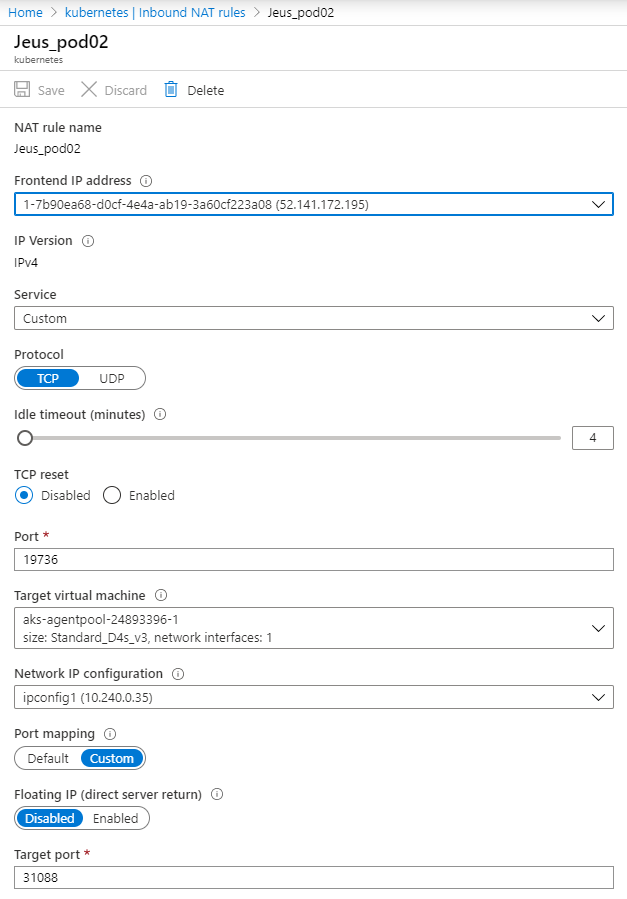 Home > kubernetes | Inbound NAT rules > Jeus_pod02
Jeus_pod02
kubernetes
Save Discard Delete
NAT rule name
Jeus_pod02
Frontend IP address
1-7b90ea68-d0cf-4e4a-ab19-3a60cf223a08 (52.141.172.195)
IP Version
IPv4
Service
Custom
Protocol
TCP UDP
Idle timeout (minutes)
4
TCP reset
Disabled Enabled
Port *
19736
Target virtual machine
aks-agentpool-24893396-1
size: Standard_D4s_v3, network interfaces: 1
Network IP configuration
ipconfig1 (10.240.0.35)
Port mapping
Default Custom
Floating IP (direct server return)
Disabled Enabled
Target port *
31088